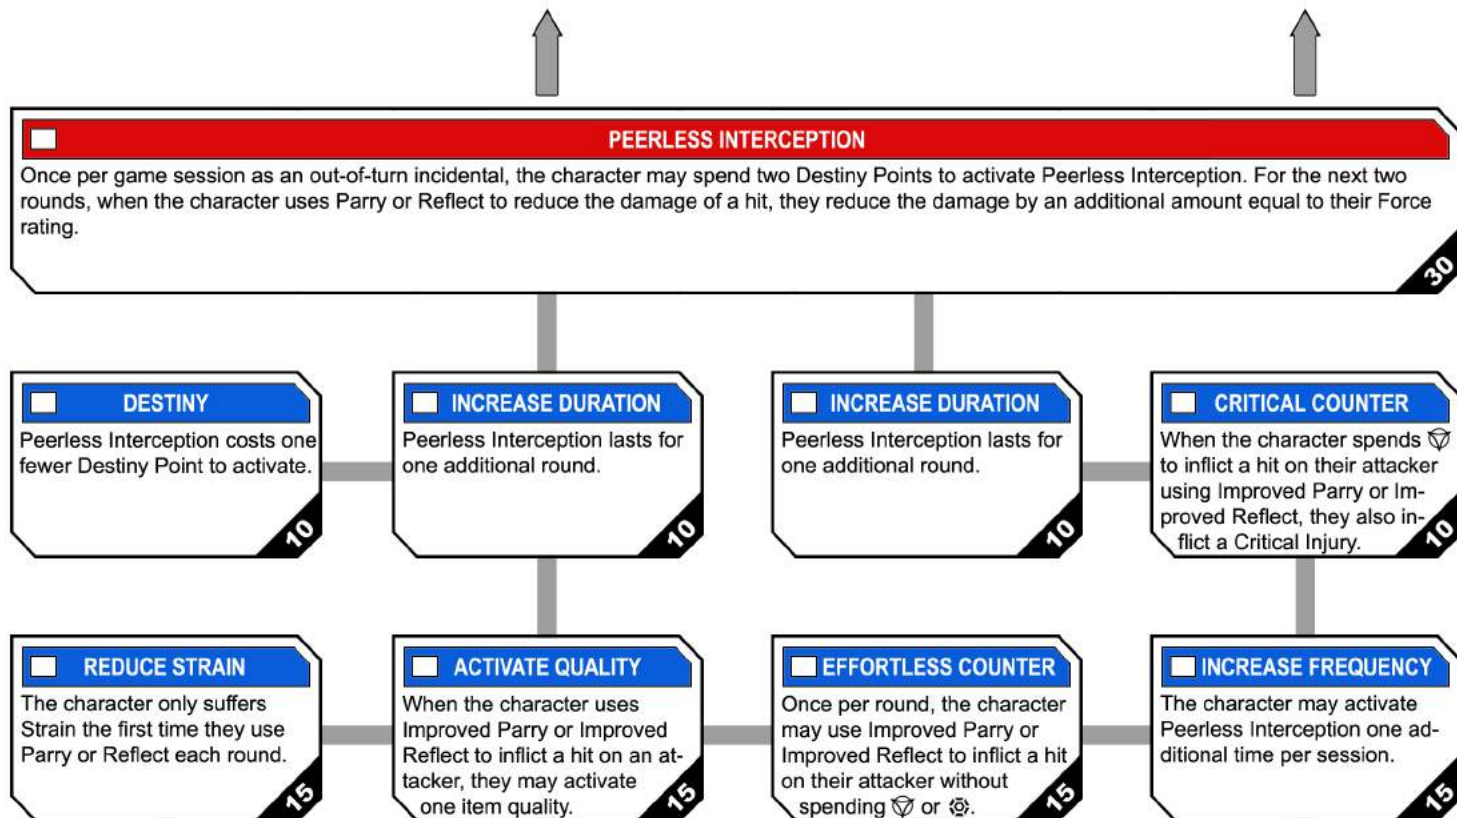 PEERLESS INTERCEPTION
Once per game session as an out-of-turn incidental, the character may spend two Destiny Points to activate Peerless Interception. For the next two
rounds, when the character uses Parry or Reflect to reduce the damage of a hit, they reduce the damage by an additional amount equal to their Force
rating.
30
DESTINY
Peerless Interception costs one
fewer Destiny Point to activate.
10
INCREASE DURATION
Peerless Interception lasts for
one additional round.
10
INCREASE DURATION
Peerless Interception lasts for
one additional round.
10
CRITICAL COUNTER
When the character spends
to inflict a hit on their attacker
using Improved Parry or Im-
proved Reflect, they also in-
flict a Critical Injury.
10
REDUCE STRAIN
The character only suffers
Strain the first time they use
Parry or Reflect each round.
15
ACTIVATE QUALITY
When the character uses
Improved Parry or Improved
Reflect to inflict a hit on an at-
tacker, they may activate
one item quality.
15
EFFORTLESS COUNTER
Once per round, the character
may use Improved Parry or
Improved Reflect to inflict a hit
on their attacker without
spending or .
15
INCREASE FREQUENCY
The character may activate
Peerless Interception one ad-
ditional time per session.
15